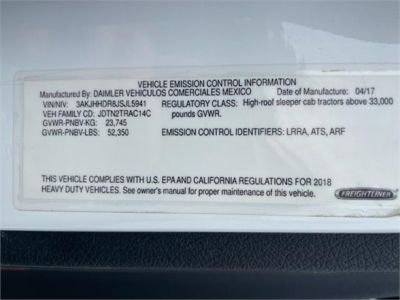 VEHICLE EMISSION CONTROL INFORMATION
Manufactured By: DAIMLER VEHICULOS COMERCIALES MEXICO Date of Manufacture: 04/17
VIN/NIV: 3AKJHHDR8JSJL5941 REGULATORY CLASS: High-roof sleeper cab tractors above 33,000
VEH FAMILY CD: JDTN2TRAC14C pounds GVWR.
GVWR-PNBV-KG: 23,745
GVWR-PNBV-LBS: 52,350 EMISSION CONTROL IDENTIFIERS: LRRA, ATS, ARF
THIS VEHICLE COMPLIES WITH U.S. EPA AND CALIFORNIA REGULATIONS FOR 2018
HEAVY DUTY VEHICLES. See owner's manual for proper maintenance of this vehicle.
FREIGHTLINER